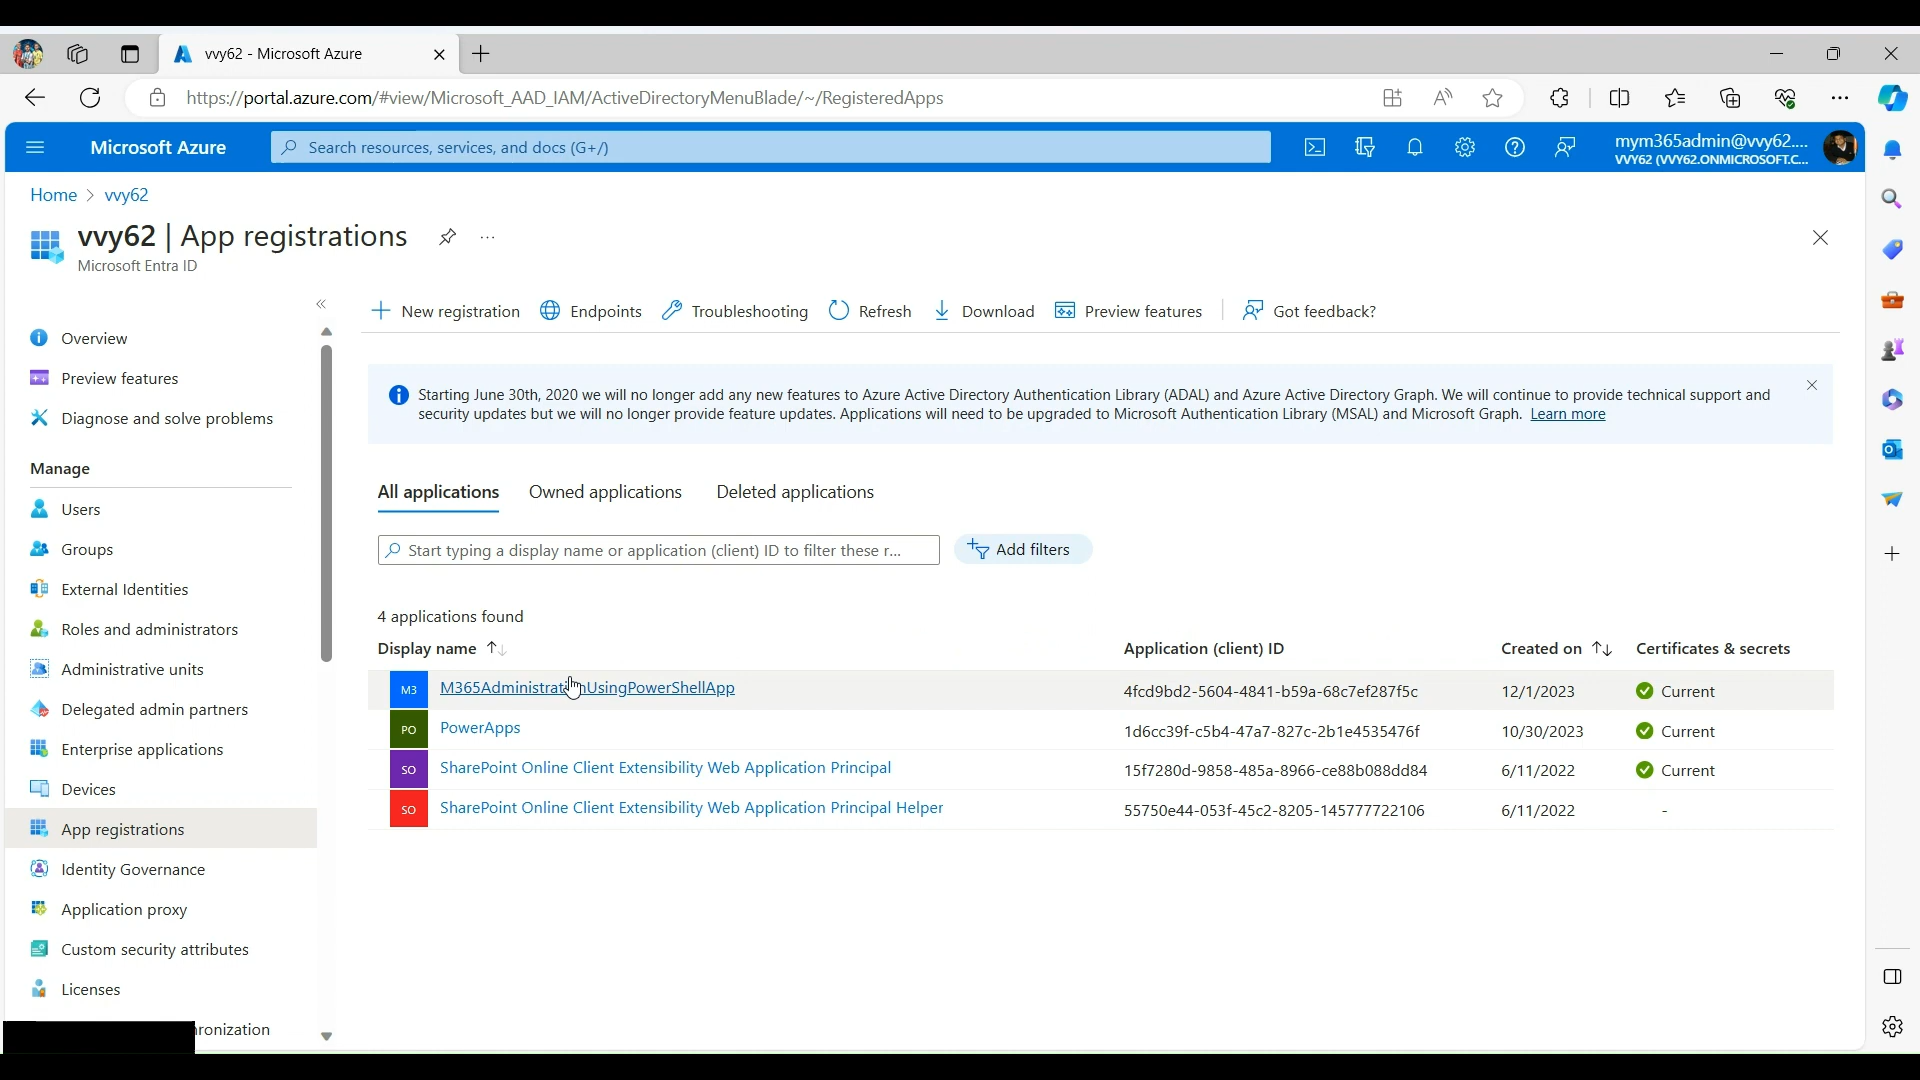 vvy62 - Microsoft Azure
https://portal.azure.com/#view/Microsoft_AAD_IAM/ActiveDirectoryMenuBlade/~/RegisteredApps
Microsoft Azure
Search resources, services, and docs (G+/)
mym365admin@vvy62....
VVY62 (VVY62.ONMICROSOFT.C...
Home > vvy62
vvy62 | App registrations
Microsoft Entra ID
Overview
Preview features
Diagnose and solve problems
Manage
Users
Groups
External Identities
Roles and administrators
Administrative units
Delegated admin partners
Enterprise applications
Devices
App registrations
Identity Governance
Application proxy
Custom security attributes
Licenses
hronization
New registration Endpoints Troubleshooting Refresh Download Preview features Got feedback?
Starting June 30th, 2020 we will no longer add any new features to Azure Active Directory Authentication Library (ADAL) and Azure Active Directory Graph. We will continue to provide technical support and
security updates but we will no longer provide feature updates. Applications will need to be upgraded to Microsoft Authentication Library (MSAL) and Microsoft Graph. Learn more
All applications Owned applications Deleted applications
Start typing a display name or application (client) ID to filter these r... Add filters
4 applications found
Display name Application (client) ID Created on Certificates & secrets
M3 M365AdministrationUsingPowerShellApp 4fcd9bd2-5604-4841-b59a-68c7ef287f5c 12/1/2023 Current
PO PowerApps 1d6cc39f-c5b4-47a7-827c-2b1e4535476f 10/30/2023 Current
SO SharePoint Online Client Extensibility Web Application Principal 15f7280d-9858-485a-8966-ce88b088dd84 6/11/2022 Current
SO SharePoint Online Client Extensibility Web Application Principal Helper 55750e44-053f-45c2-8205-145777722106 6/11/2022 -